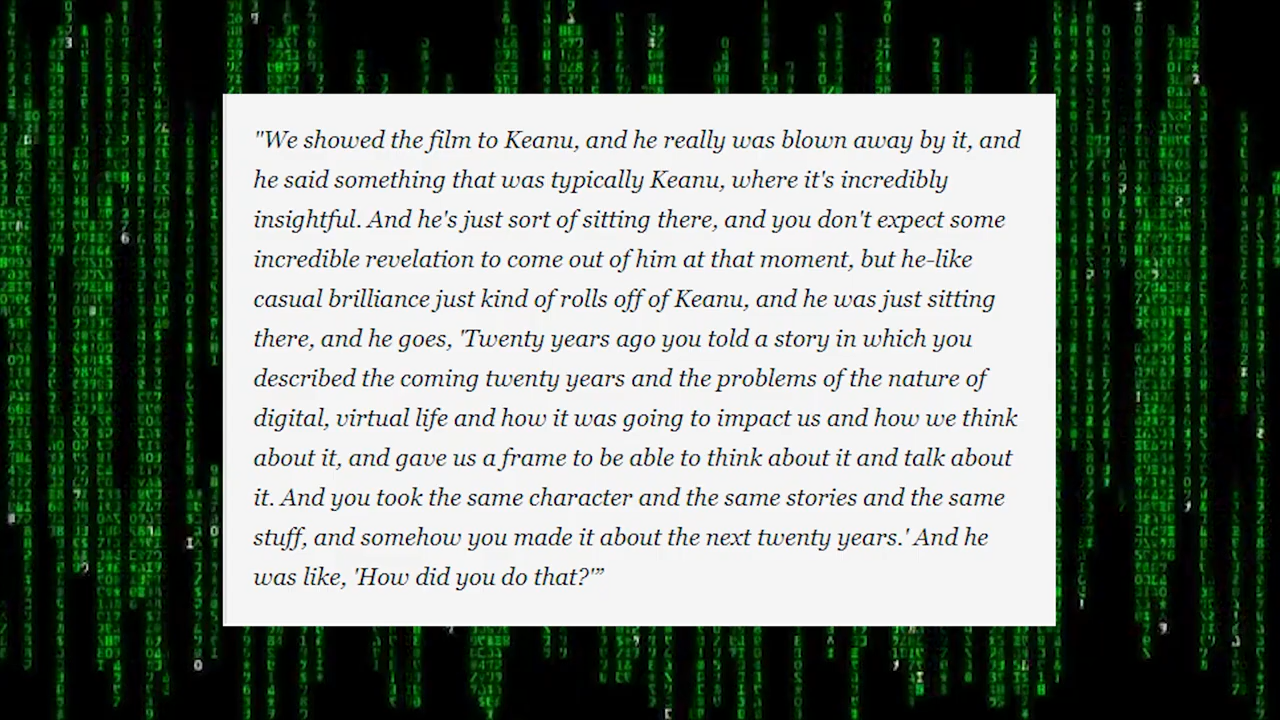 "We showed the film to Keanu, and he really was blown away by it, and
he said something that was typically Keanu, where it's incredibly
insightful. And he's just sort of sitting there, and you don't expect some
incredible revelation to come out of him at that moment, but he-like
casual brilliance just kind of rolls off of Keanu, and he was just sitting
there, and he goes, 'Twenty years ago you told a story in which you
described the coming twenty years and the problems of the nature of
digital, virtual life and how it was going to impact us and how we think
about it, and gave us a frame to be able to think about it and talk about
it. And you took the same character and the same stories and the same
stuff, and somehow you made it about the next twenty years.' And he
was like, 'How did you do that?'”